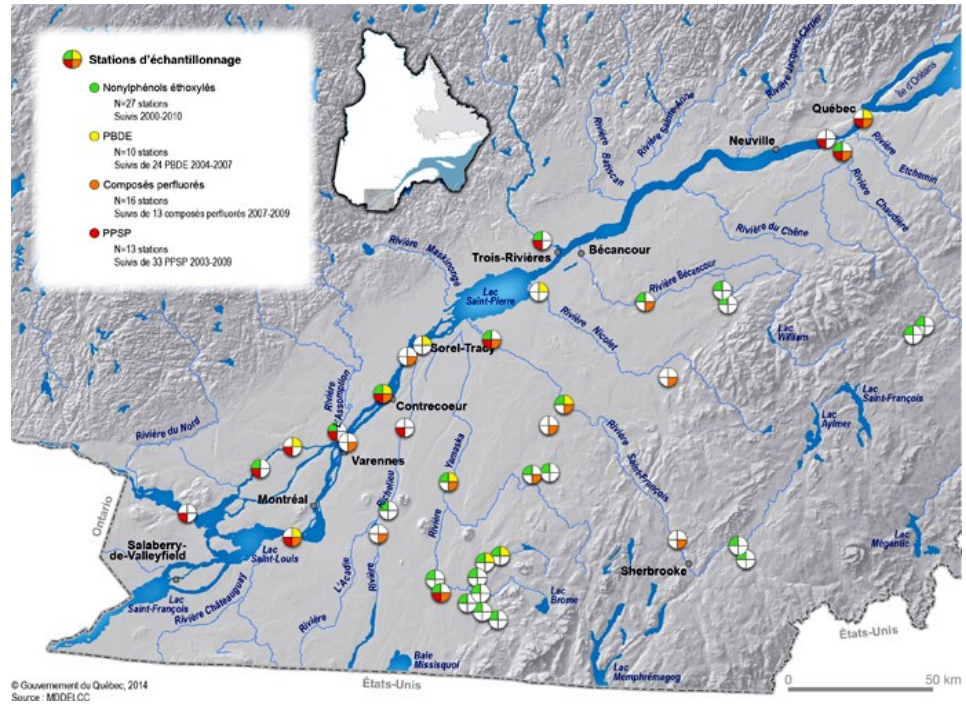 Stations d'échantillonnage
Nonylphénols éthoxylés
N=27 stations
Suivis 2000-2010
PBDE
N=10 stations
Suivis de 24 PBDE 2004-2007
Composés perfluorés
N=16 stations
Suivis de 13 composés perfluorés 2007-2009
PPSP
N=13 stations
Suivis de 33 PPSP 2003-2009
Rivière Jacques-Cartier
Île d'Orléans
Québec
Rivière Sainte-Anne
Rivière Batiscan
Neuville
Rivière Etchemin
Rivière Chaudière
Rivière du Chêne
Rivière Maskinongé
Trois-Rivières
Bécancour
Rivière Bécancour
Lac Saint-Pierre
Rivière Nicolet
Lac William
Sorel-Tracy
Lac Saint-François
Lac Aylmer
Rivière L'Assomption
Contrecoeur
Rivière du Nord
Varennes
Rivière Saint-François
Rivière Yamaska
Rivière Richelieu
Montréal
Ontario
Salaberry-de-Valleyfield
Lac Saint-Louis
Lac Mégantic
Sherbrooke
Lac Saint-François
Rivière Châteauguay
Rivière L'Acadie
Lac Brome
États-Unis
Baie Missisquoi
Lac Memphrémagog
États-Unis
© Gouvernement du Québec, 2014
Source : MDDELCC
0 50 km